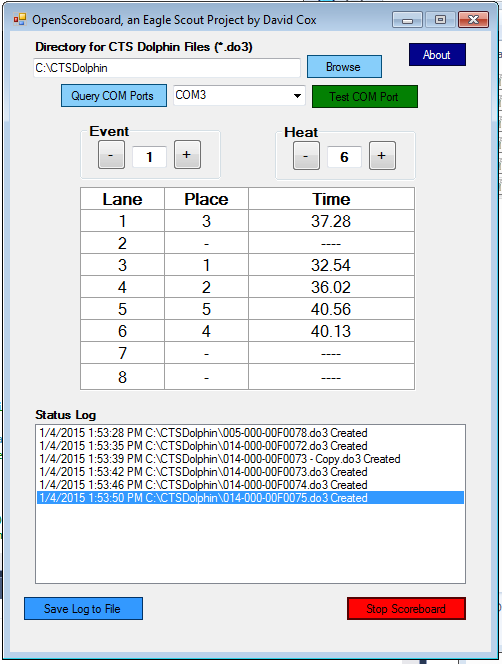 OpenScoreboard, an Eagle Scout Project by David Cox
Directory for CTS Dolphin Files (*.do3)
About
C:\CTSDolphin
Browse
Query COM Ports
COM3
Test COM Port
Event
Heat
- 1 +
- 6 +
Lane Place Time
1 3 37.28
2 - ----
3 1 32.54
4 2 36.02
5 5 40.56
6 4 40.13
7 - ----
8 - ----
Status Log
1/4/2015 1:53:28 PM C:\CTSDolphin\005-000-00F0078.do3 Created
1/4/2015 1:53:35 PM C:\CTSDolphin\014-000-00F0072.do3 Created
1/4/2015 1:53:39 PM C:\CTSDolphin\014-000-00F0073 - Copy.do3 Created
1/4/2015 1:53:42 PM C:\CTSDolphin\014-000-00F0073.do3 Created
1/4/2015 1:53:46 PM C:\CTSDolphin\014-000-00F0074.do3 Created
1/4/2015 1:53:50 PM C:\CTSDolphin\014-000-00F0075.do3 Created
Save Log to File
Stop Scoreboard